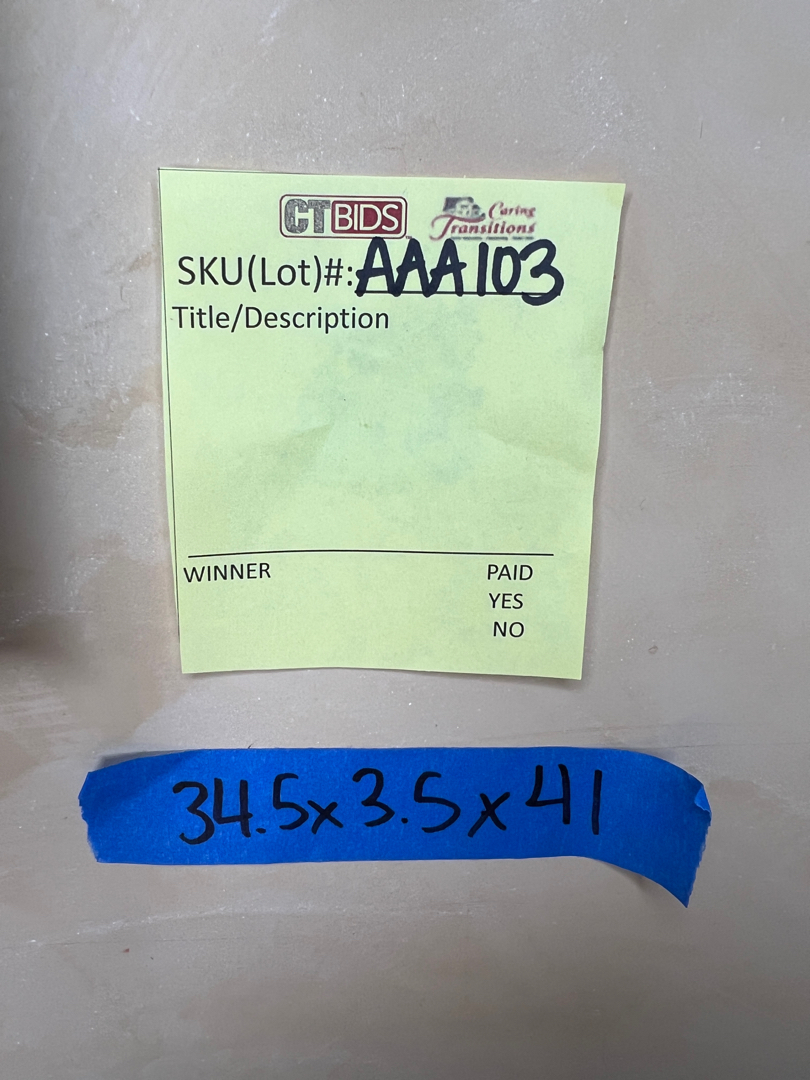 CTBIDS
Caring
Transitions
SKU(Lot)#: AAA103
Title/Description
WINNER PAID
YES
NO
34.5x3.5x41